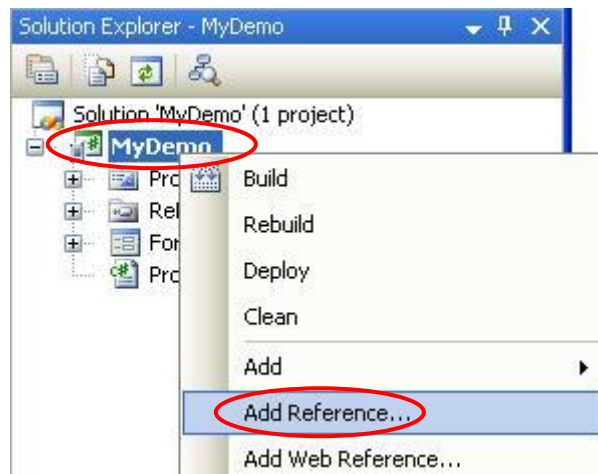 Solution Explorer - MyDemo
Solution 'MyDemo' (1 project)
MyDemo
Build
Rebuild
Deploy
Clean
Add
Add Reference...
Add Web Reference...